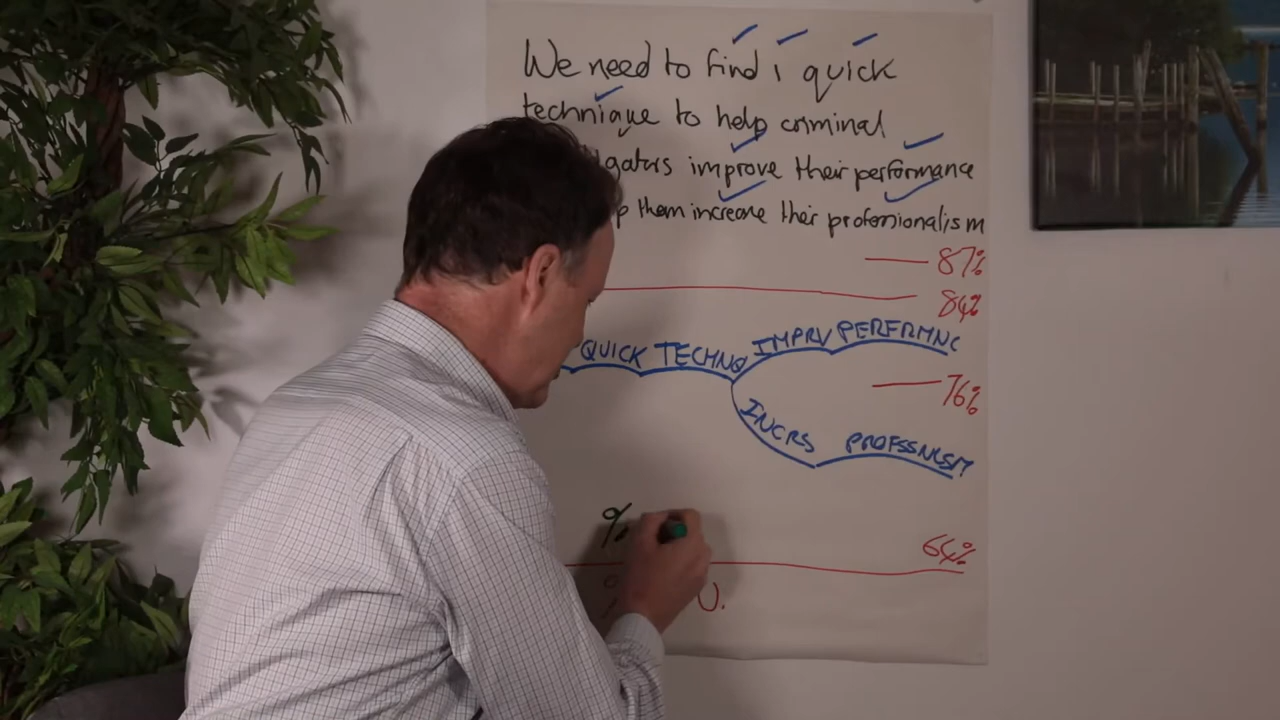 We need to find 1 quick
technique to help criminal
gators improve their performance
p them increase their professionalism
87%
84%
QUICK TECHNQ IMPRV PERFRMNC
76%
INCRS PROFSSNLSM
%
64%
U.